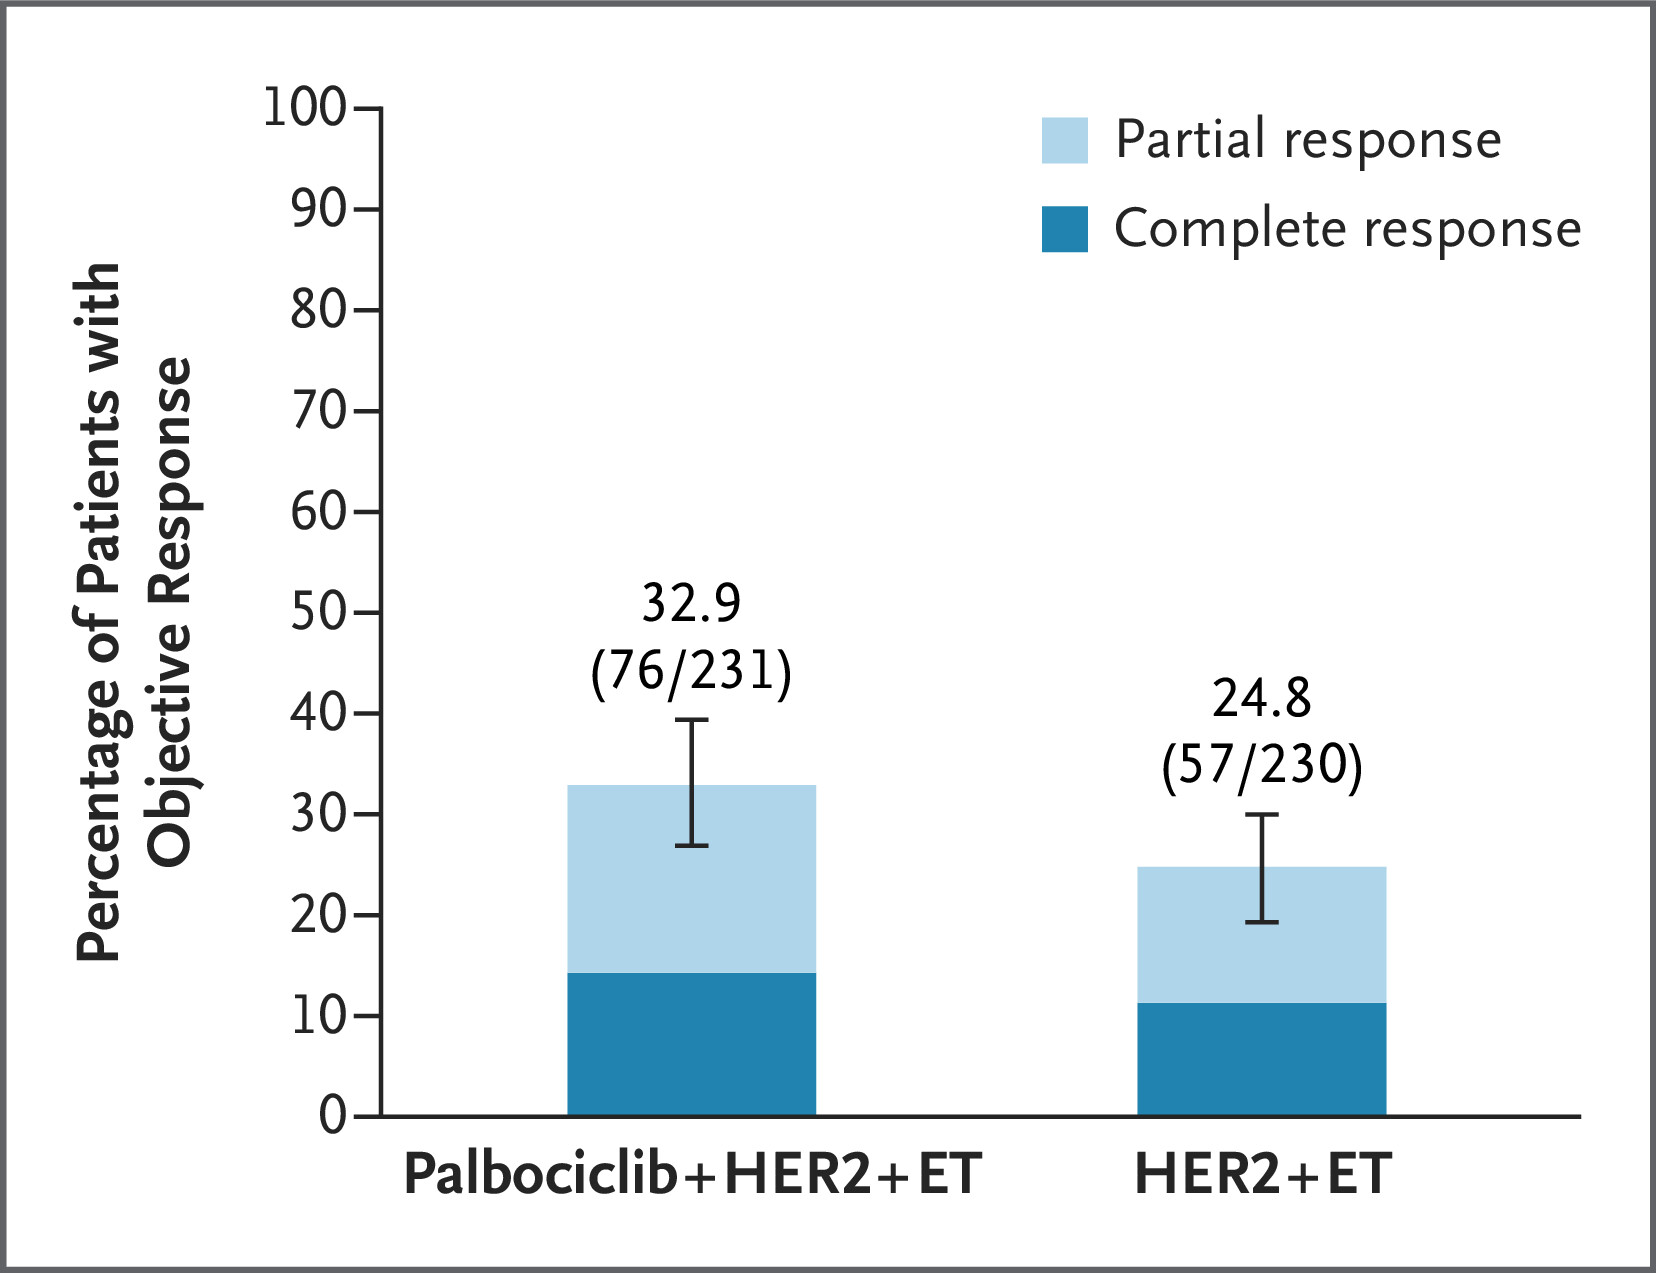 Percentage of Patients with
Objective Response
100
90
80
70
60
50
40
30
20
10
0
Partial response
Complete response
32.9
(76/231)
24.8
(57/230)
Palbociclib+HER2+ET
HER2+ET